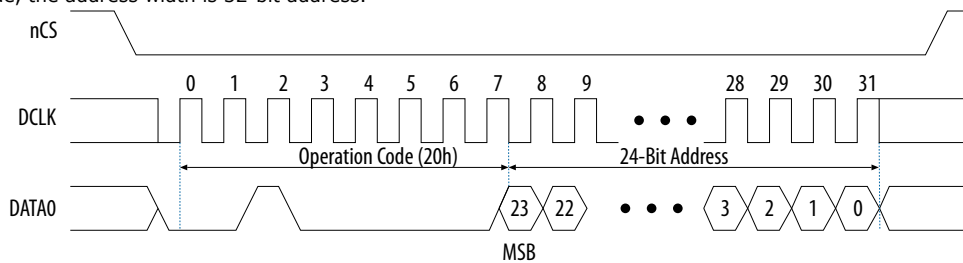 de, the address width is 32-bit address.
nCS
0 1 2 3 4 5 6 7 8 9 28 29 30 31
DCLK
Operation Code (20h) 24-Bit Address
DATA0 23 22 3 2 1 0
MSB